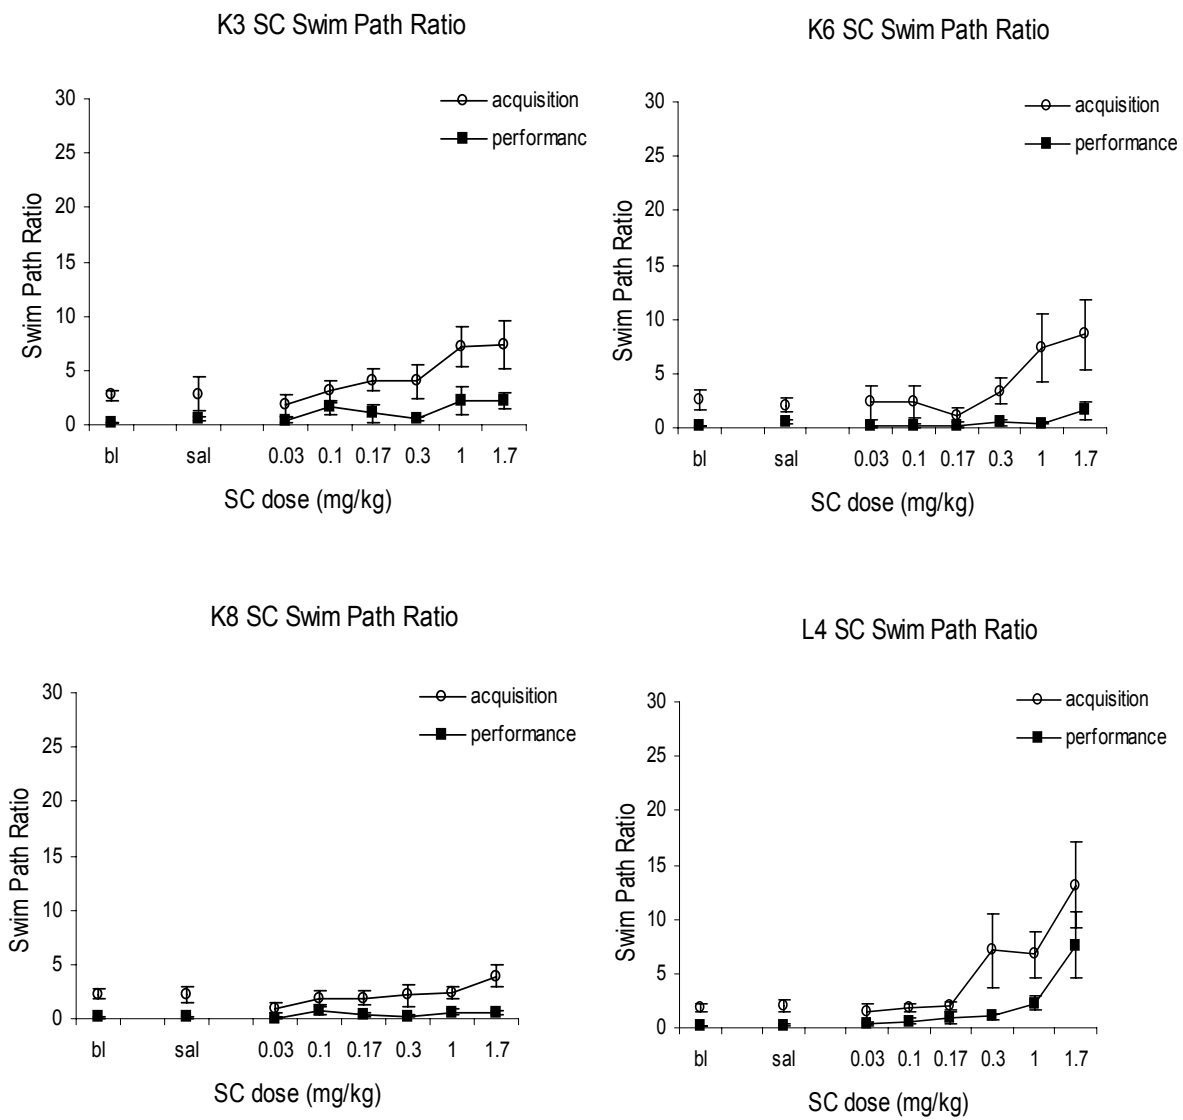 K3 SC Swim Path Ratio
30
25
20
15
10
5
0
Swim Path Ratio
acquisition
performanc
bl sal 0.03 0.1 0.17 0.3 1 1.7
SC dose (mg/kg)
K6 SC Swim Path Ratio
30
25
20
15
10
5
0
Swim Path Ratio
acquisition
performance
bl sal 0.03 0.1 0.17 0.3 1 1.7
SC dose (mg/kg)
K8 SC Swim Path Ratio
30
25
20
15
10
5
0
Swim Path Ratio
acquisition
performance
bl sal 0.03 0.1 0.17 0.3 1 1.7
SC dose (mg/kg)
L4 SC Swim Path Ratio
30
25
20
15
10
5
0
Swim Path Ratio
acquisition
performance
bl sal 0.03 0.1 0.17 0.3 1 1.7
SC dose (mg/kg)